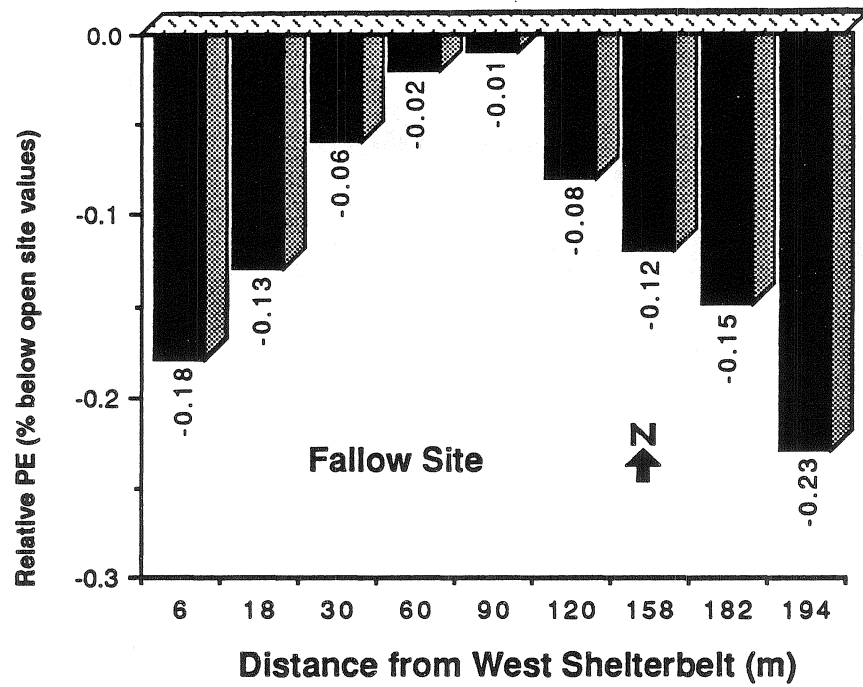 Relative PE (% below open site values)
0.0
-0.1
-0.2
-0.3
-0.18
-0.13
-0.06
-0.02
-0.01
-0.08
-0.12
-0.15
-0.23
Fallow Site
N
6 18 30 60 90 120 158 182 194
Distance from West Shelterbelt (m)